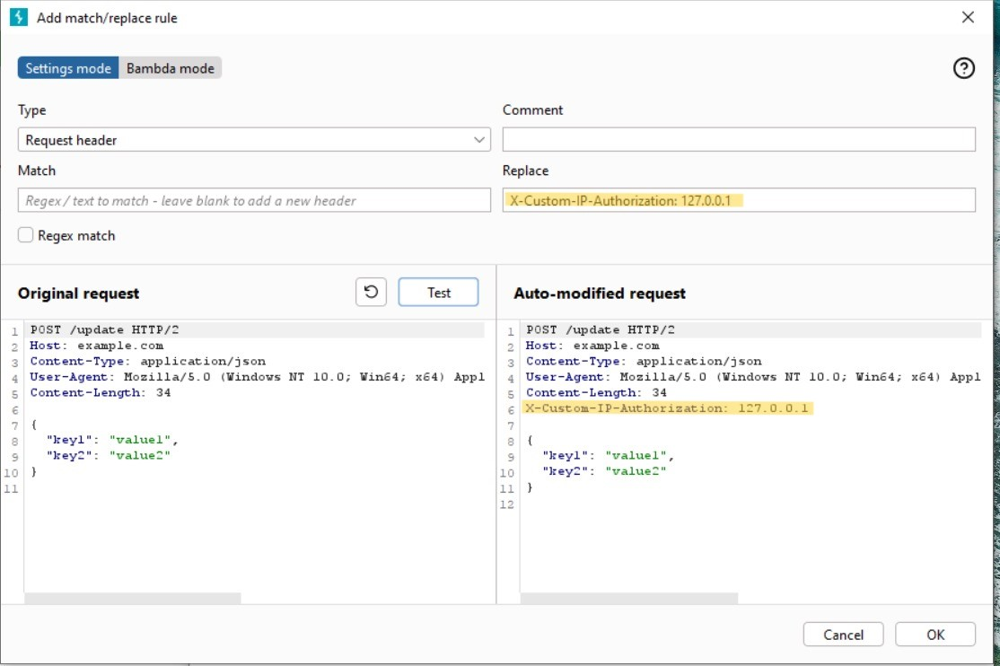 Add match/replace rule
Settings mode Bambda mode
Type
Comment
Request header
Match
Replace
Regex / text to match - leave blank to add a new header
X-Custom-IP-Authorization: 127.0.0.1
Regex match
Original request
Test
1 POST /update HTTP/2
2 Host: example.com
3 Content-Type: application/json
4 User-Agent: Mozilla/5.0 (Windows NT 10.0; Win64; x64) Appl
5 Content-Length: 34
6
7 {
8 "key1": "value1",
9 "key2": "value2"
10 }
11
Auto-modified request
1 POST /update HTTP/2
2 Host: example.com
3 Content-Type: application/json
4 User-Agent: Mozilla/5.0 (Windows NT 10.0; Win64; x64) Appl
5 Content-Length: 34
6 X-Custom-IP-Authorization: 127.0.0.1
7
8 {
9 "key1": "value1",
10 "key2": "value2"
11 }
12
Cancel
OK